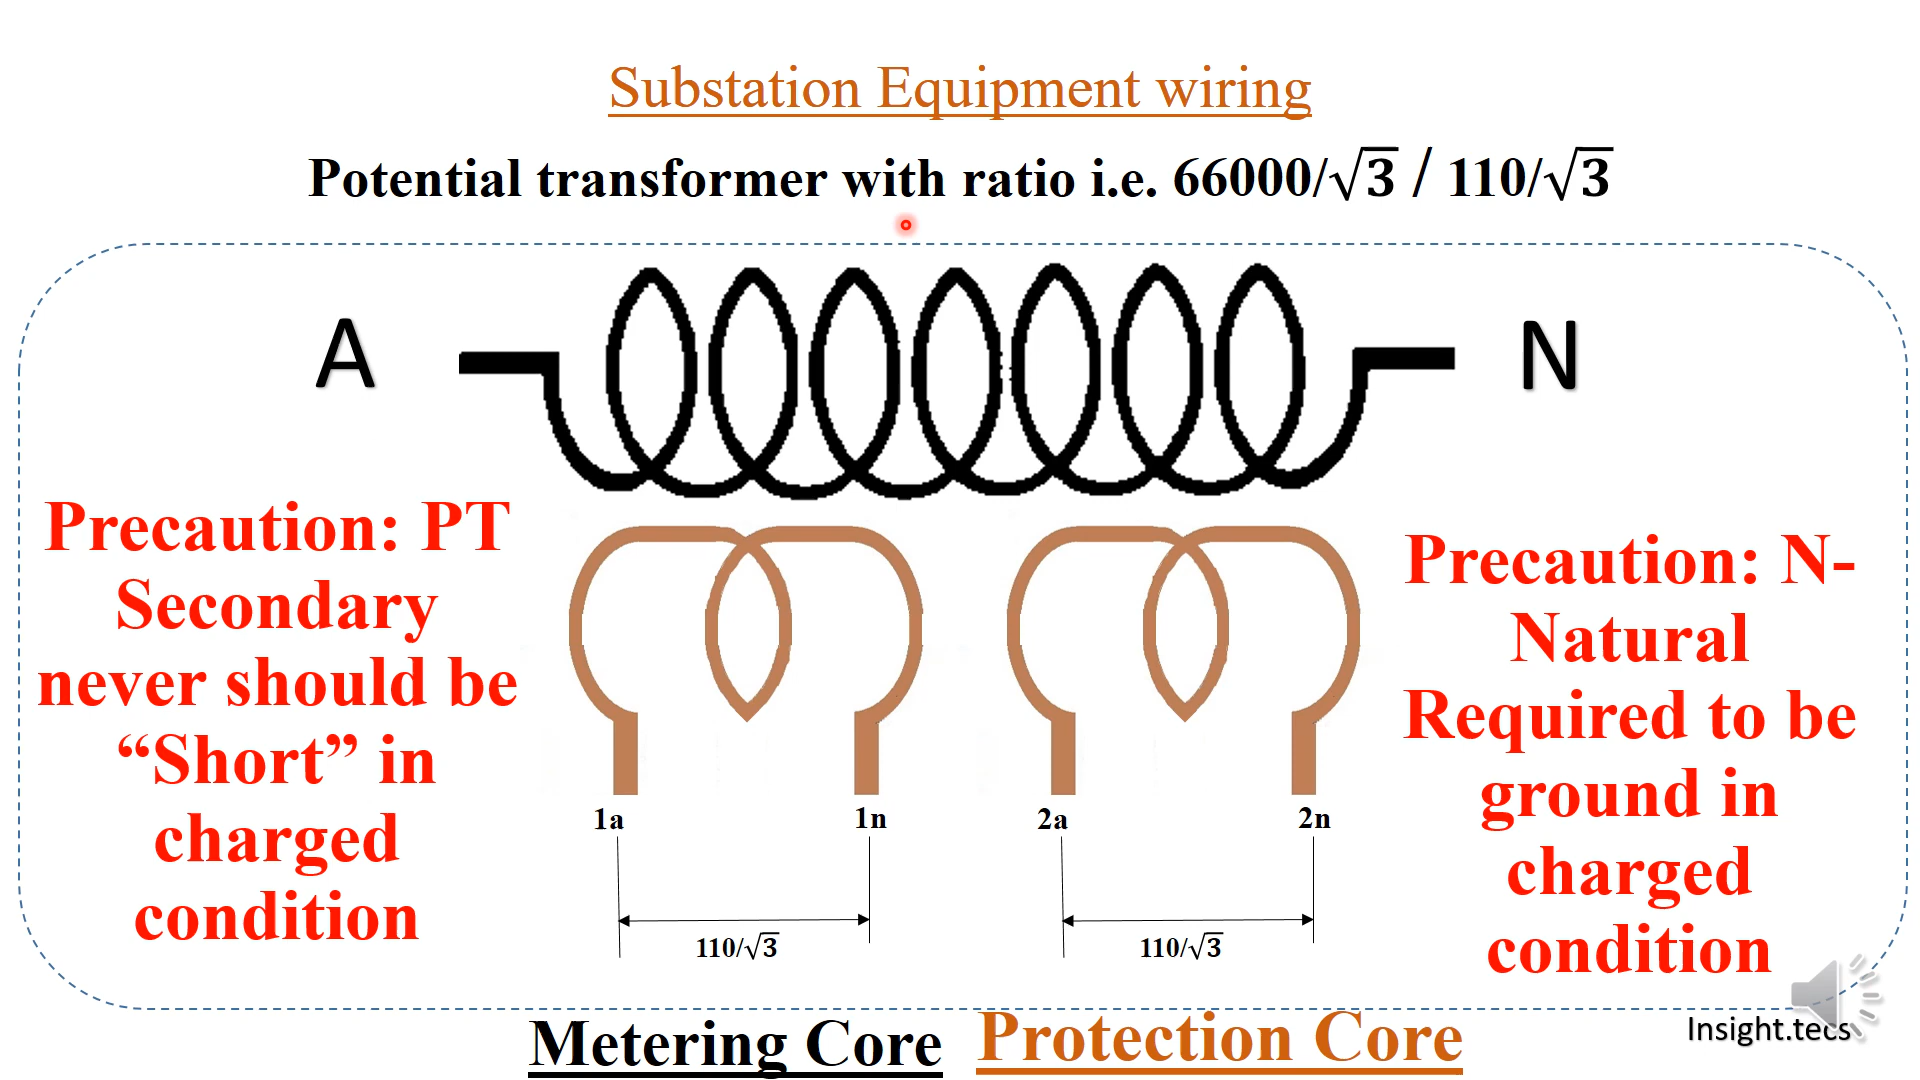 Substation Equipment wiring
Potential transformer with ratio i.e. 66000/√3 / 110/√3
A
N
Precaution: PT
Secondary
never should be
“Short” in
charged
condition
Precaution: N-
Natural
Required to be
ground in
charged
condition
1a
1n
2a
2n
110/√3
110/√3
Metering Core
Protection Core
Insight.tecs